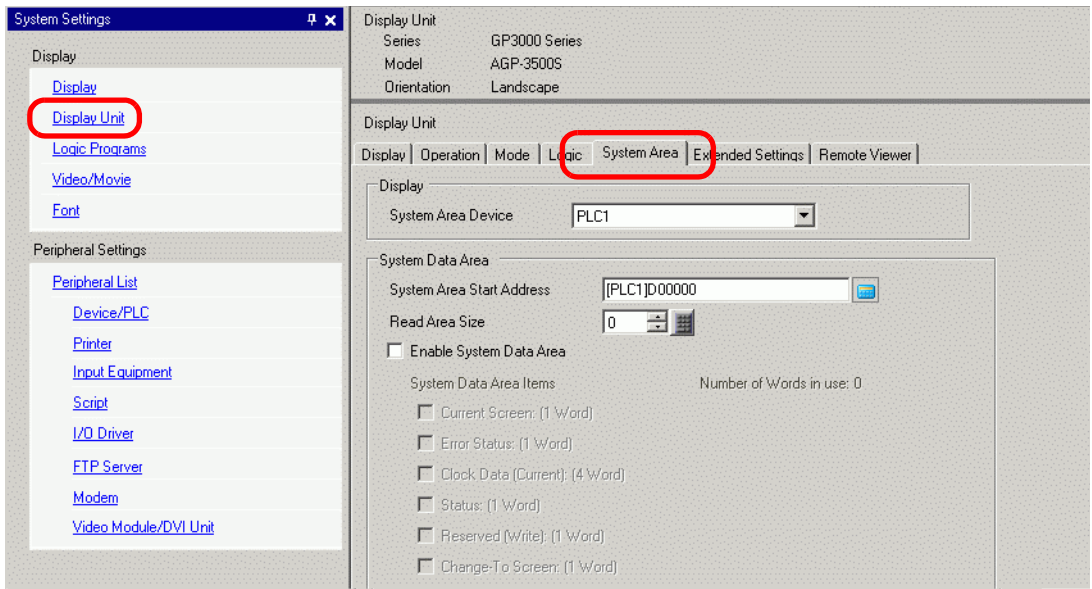 System Settings
Display
Display
Display Unit
Logic Programs
Video/Movie
Font
Peripheral Settings
Peripheral List
Device/PLC
Printer
Input Equipment
Script
I/O Driver
FTP Server
Modem
Video Module/DVI Unit
Display Unit
Series GP3000 Series
Model AGP-3500S
Orientation Landscape
Display Unit
Display Operation Mode Logic System Area Extended Settings Remote Viewer
Display
System Area Device PLC1
System Data Area
System Area Start Address [PLC1]D00000
Read Area Size 0
Enable System Data Area
System Data Area Items Number of Words in use: 0
Current Screen: (1 Word)
Error Status: (1 Word)
Clock Data (Current): (4 Word)
Status: (1 Word)
Reserved (Write): (1 Word)
Change-To Screen: (1 Word)